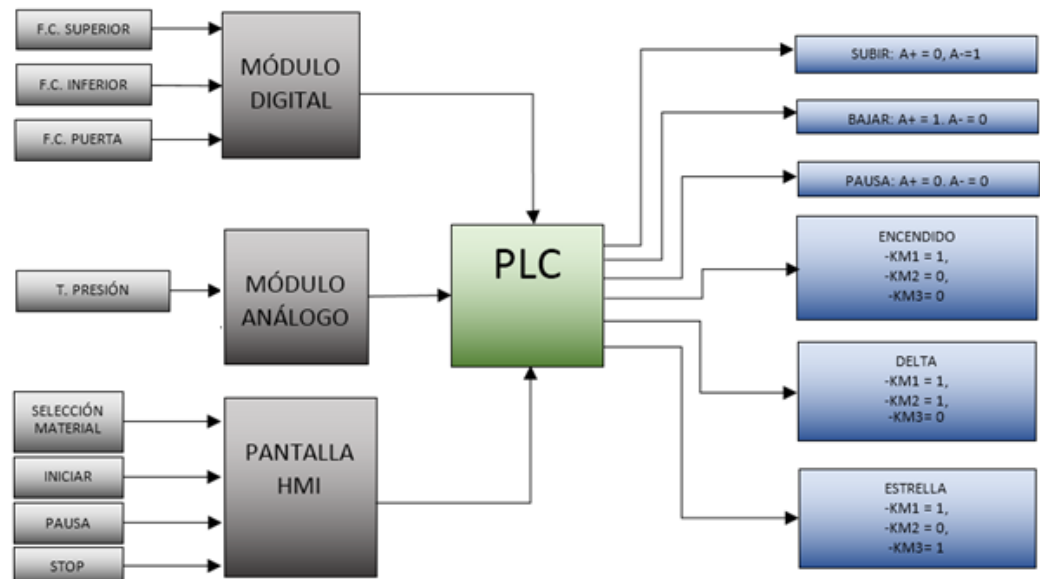 F.C. SUPERIOR
F.C. INFERIOR
F.C. PUERTA
MÓDULO
DIGITAL
T. PRESIÓN
MÓDULO
ANÁLOGO
SELECCIÓN
MATERIAL
INICIAR
PAUSA
STOP
PANTALLA
HMI
PLC
SUBIR: A+ = 0, A-=1
BAJAR: A+ = 1. A- = 0
PAUSA: A+ = 0. A- = 0
ENCENDIDO
-KM1 = 1,
-KM2 = 0,
-KM3= 0
DELTA
-KM1 = 1,
-KM2 = 1,
-KM3= 0
ESTRELLA
-KM1 = 1,
-KM2 = 0,
-KM3= 1